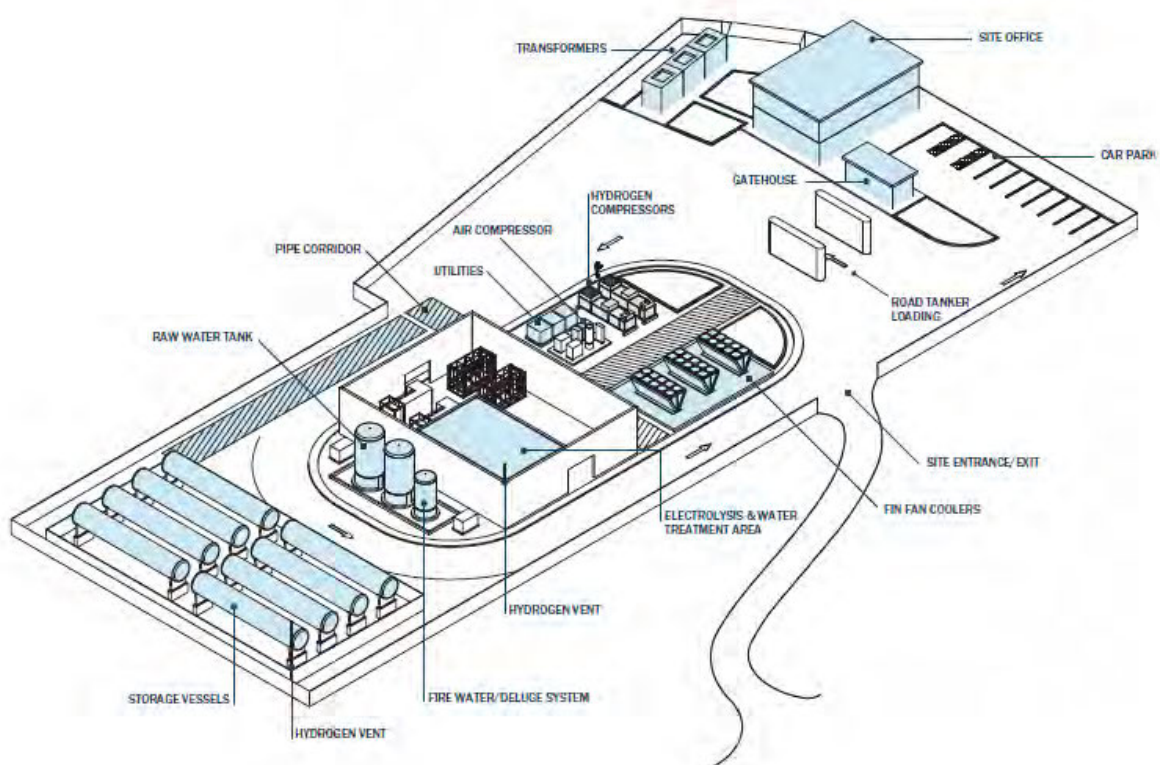 TRANSFORMERS
SITE OFFICE
CAR PARK
GATEHOUSE
HYDROGEN
COMPRESSORS
AIR COMPRESSOR
PIPE CORRIDOR
UTILITIES
ROAD TANKER
LOADING
RAW WATER TANK
SITE ENTRANCE/EXIT
FIN FAN COOLERS
ELECTROLYSIS & WATER
TREATMENT AREA
HYDROGEN VENT
STORAGE VESSELS
FIRE WATER/DELUGE SYSTEM
HYDROGEN VENT